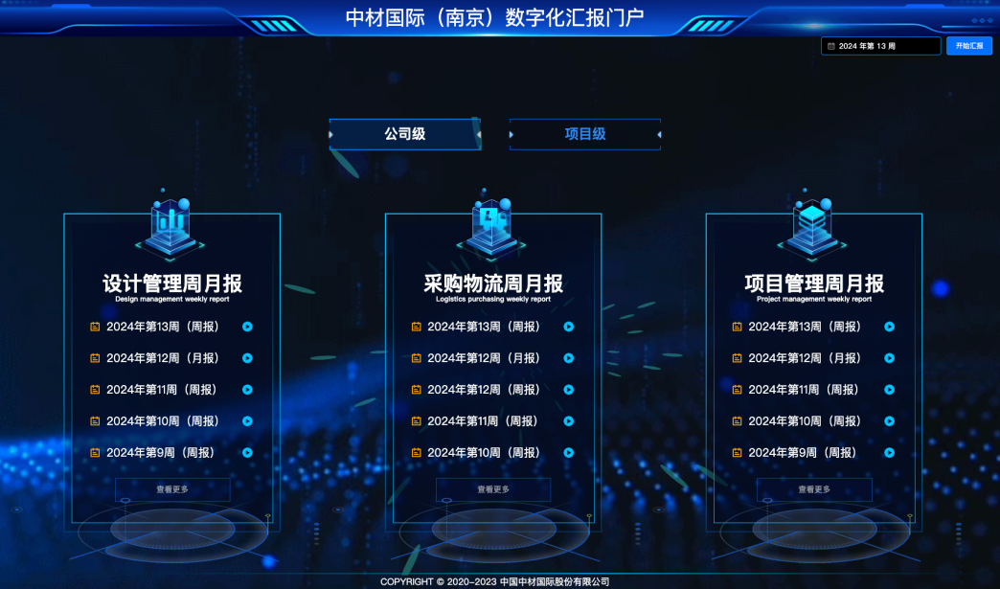 中材国际（南京）数字化汇报门户
2024 年 第 13 周
开始汇报
公司级
项目级
设计管理周月报
Design management weekly report
2024年第13周（周报）
2024年第12周（月报）
2024年第11周（周报）
2024年第10周（周报）
2024年第9周（周报）
查看更多
采购物流周月报
Logistics purchasing weekly report
2024年第13周（周报）
2024年第12周（月报）
2024年第12周（周报）
2024年第11周（周报）
2024年第10周（周报）
查看更多
项目管理周月报
Project management weekly report
2024年第13周（周报）
2024年第12周（月报）
2024年第11周（周报）
2024年第10周（周报）
2024年第9周（周报）
查看更多
COPYRIGHT © 2020-2023 中国中材国际股份有限公司